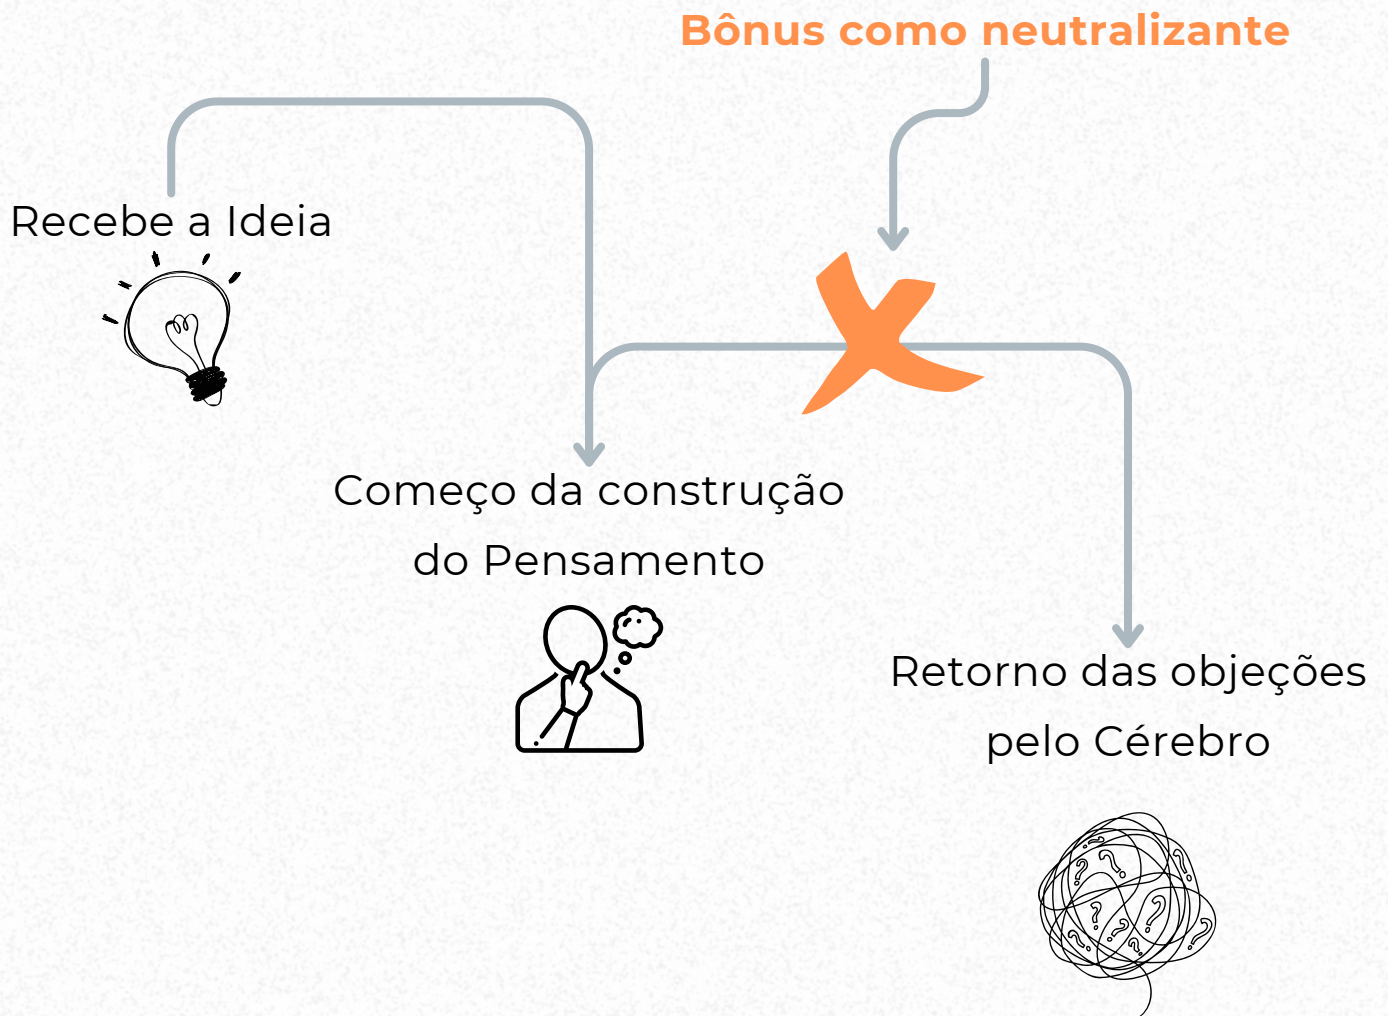 Bônus como neutralizante
Recebe a Ideia
Começo da construção
do Pensamento
Retorno das objeções
pelo Cérebro